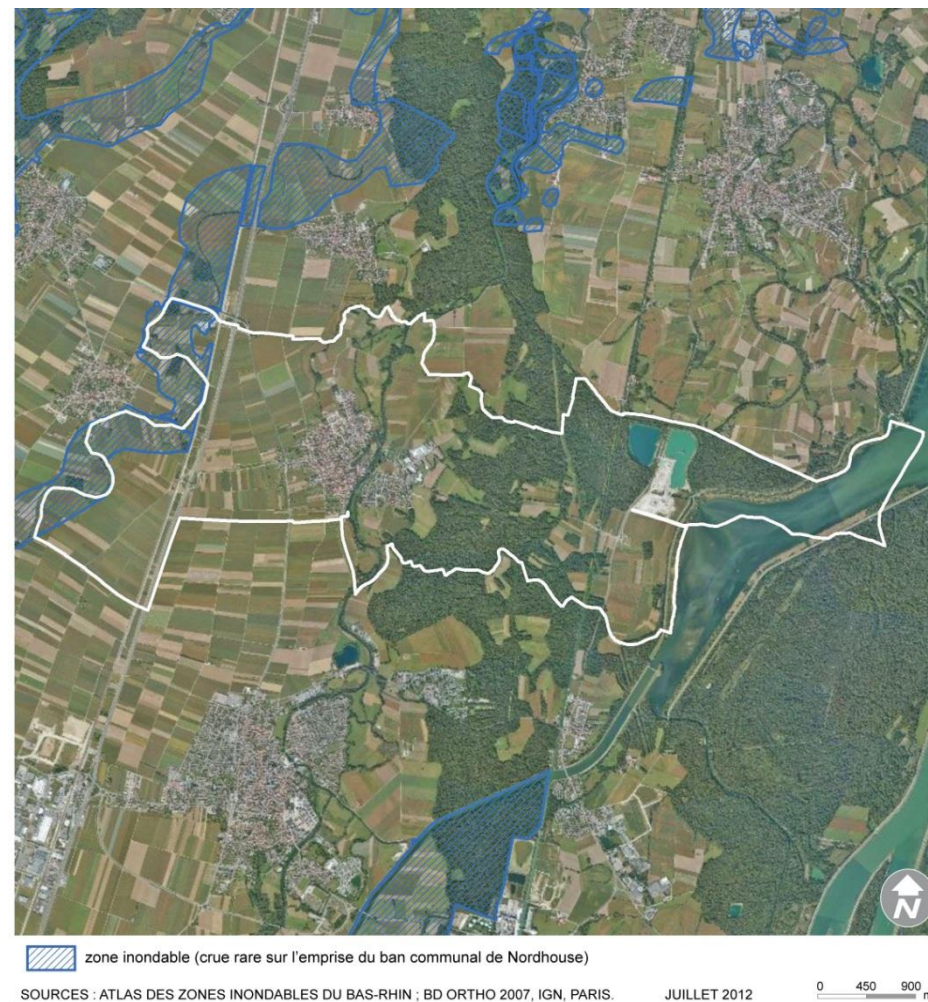 N
zone inondable (crue rare sur l'emprise du ban communal de Nordhouse)
SOURCES : ATLAS DES ZONES INONDABLES DU BAS-RHIN ; BD ORTHO 2007, IGN, PARIS. JUILLET 2012 0 450 900 m